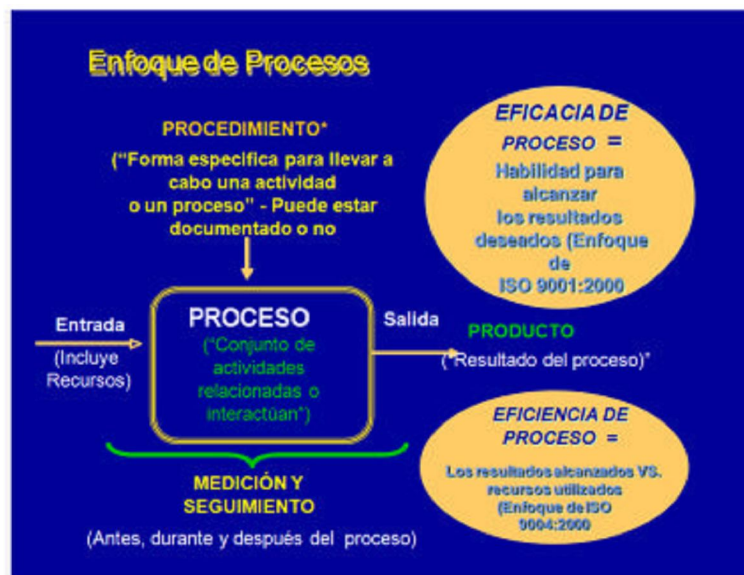 Enfoque de Procesos
PROCEDIMIENTO*
("Forma especifica para llevar a
cabo una actividad
o un proceso" - Puede estar
documentado o no
EFICACIA DE
PROCESO =
Habilidad para
alcanzar
los resultados
deseados (Enfoque
de
ISO 9001:2000
Entrada
(Incluye
Recursos)
PROCESO
("Conjunto de
actividades
relacionadas o
interactúan")
Salida
PRODUCTO
("Resultado del proceso)"
EFICIENCIA DE
PROCESO =
Los resultados alcanzados VS.
recursos utilizados
(Enfoque de ISO
9004:2000
MEDICIÓN Y
SEGUIMIENTO
(Antes, durante y después del proceso)